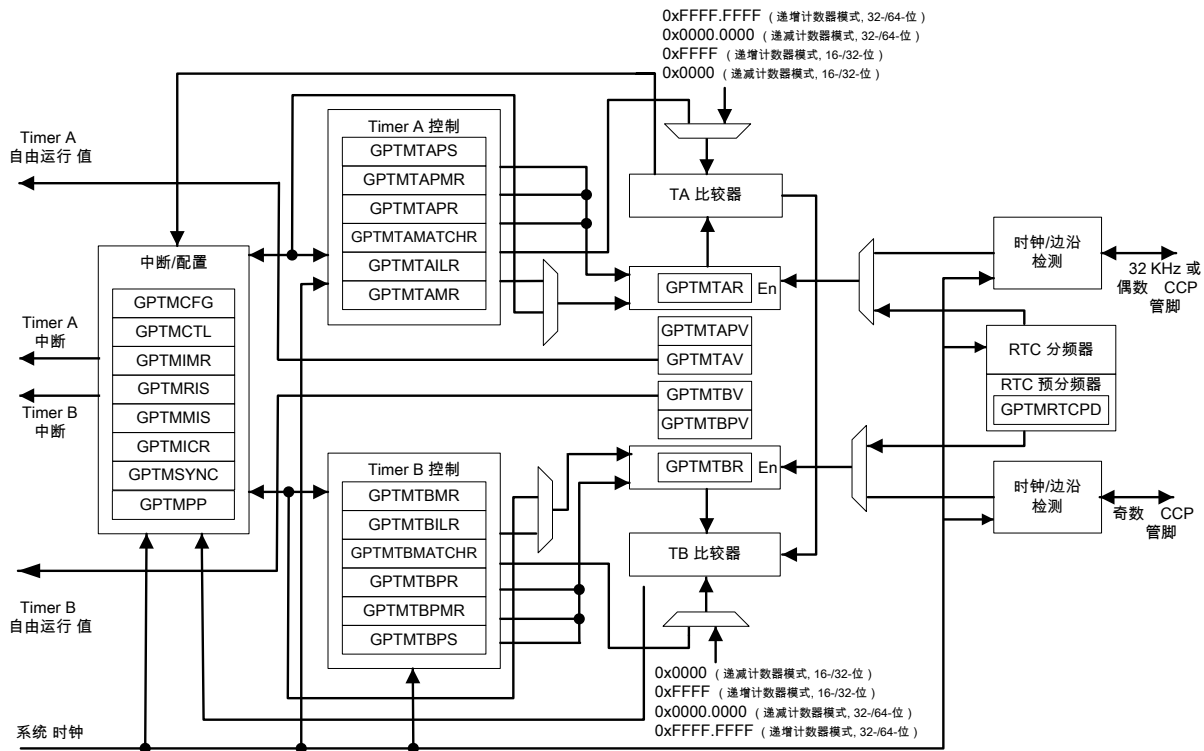 0xFFFF.FFFF ( 递增计数器模式, 32-/64-位 )
0x0000.0000 ( 递减计数器模式, 32-/64-位 )
0xFFFF ( 递增计数器模式, 16-/32-位 )
0x0000 ( 递减计数器模式, 16-/32-位 )
Timer A
自由运行 值
Timer A 控制
GPTMTAPS
GPTMTAPMR
GPTMTAPR
GPTMTAMATCHR
GPTMTAILR
GPTMTAMR
TA 比较器
GPTMTAR
En
时钟/边沿
检测
32 KHz 或
偶数 CCP
管脚
中断/配置
GPTMCFG
GPTMCTL
GPTMIMR
GPTMRIS
GPTMMIS
GPTMICR
GPTMSYNC
GPTMPP
Timer A
中断
Timer B
中断
GPTMTAPV
GPTMTAV
GPTMTBV
GPTMTBPV
RTC 分频器
RTC 预分频器
GPTMRTCPD
Timer B 控制
GPTMTBMR
GPTMTBILR
GPTMTBMATCHR
GPTMTBPR
GPTMTBPMR
GPTMTBPS
GPTMTBR
En
时钟/边沿
检测
奇数 CCP
管脚
TB 比较器
Timer B
自由运行 值
0x0000 ( 递减计数器模式, 16-/32-位 )
0xFFFF ( 递增计数器模式, 16-/32-位 )
0x0000.0000 ( 递减计数器模式, 32-/64-位 )
0xFFFF.FFFF ( 递增计数器模式, 32-/64-位 )
系统 时钟